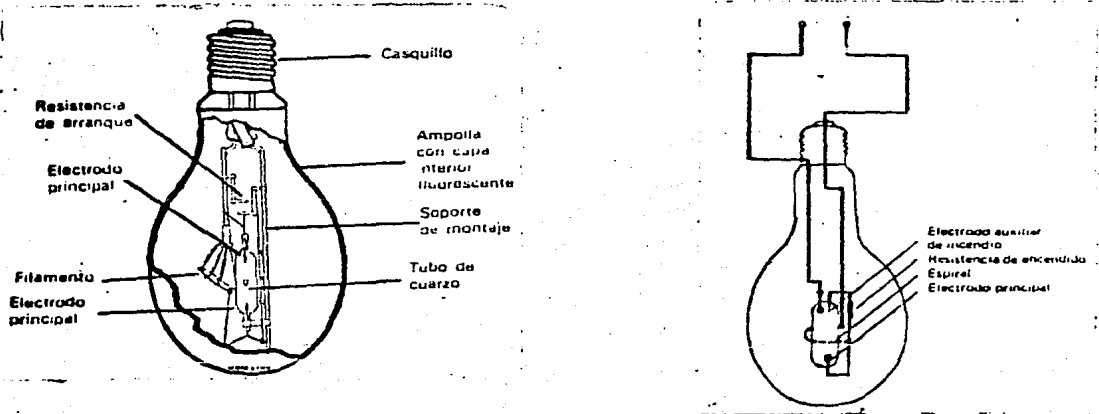 Casquillo
Resistencia
de arranque
Ampolla
con capa
interior
fluorescente
Electrodo
principal
Soporte
de montaje
Filamento
Tubo de
cuarzo
Electrodo
principal
Electrodo auxiliar
de incendio
Resistencia de encendido
Espiral
Electrodo principal